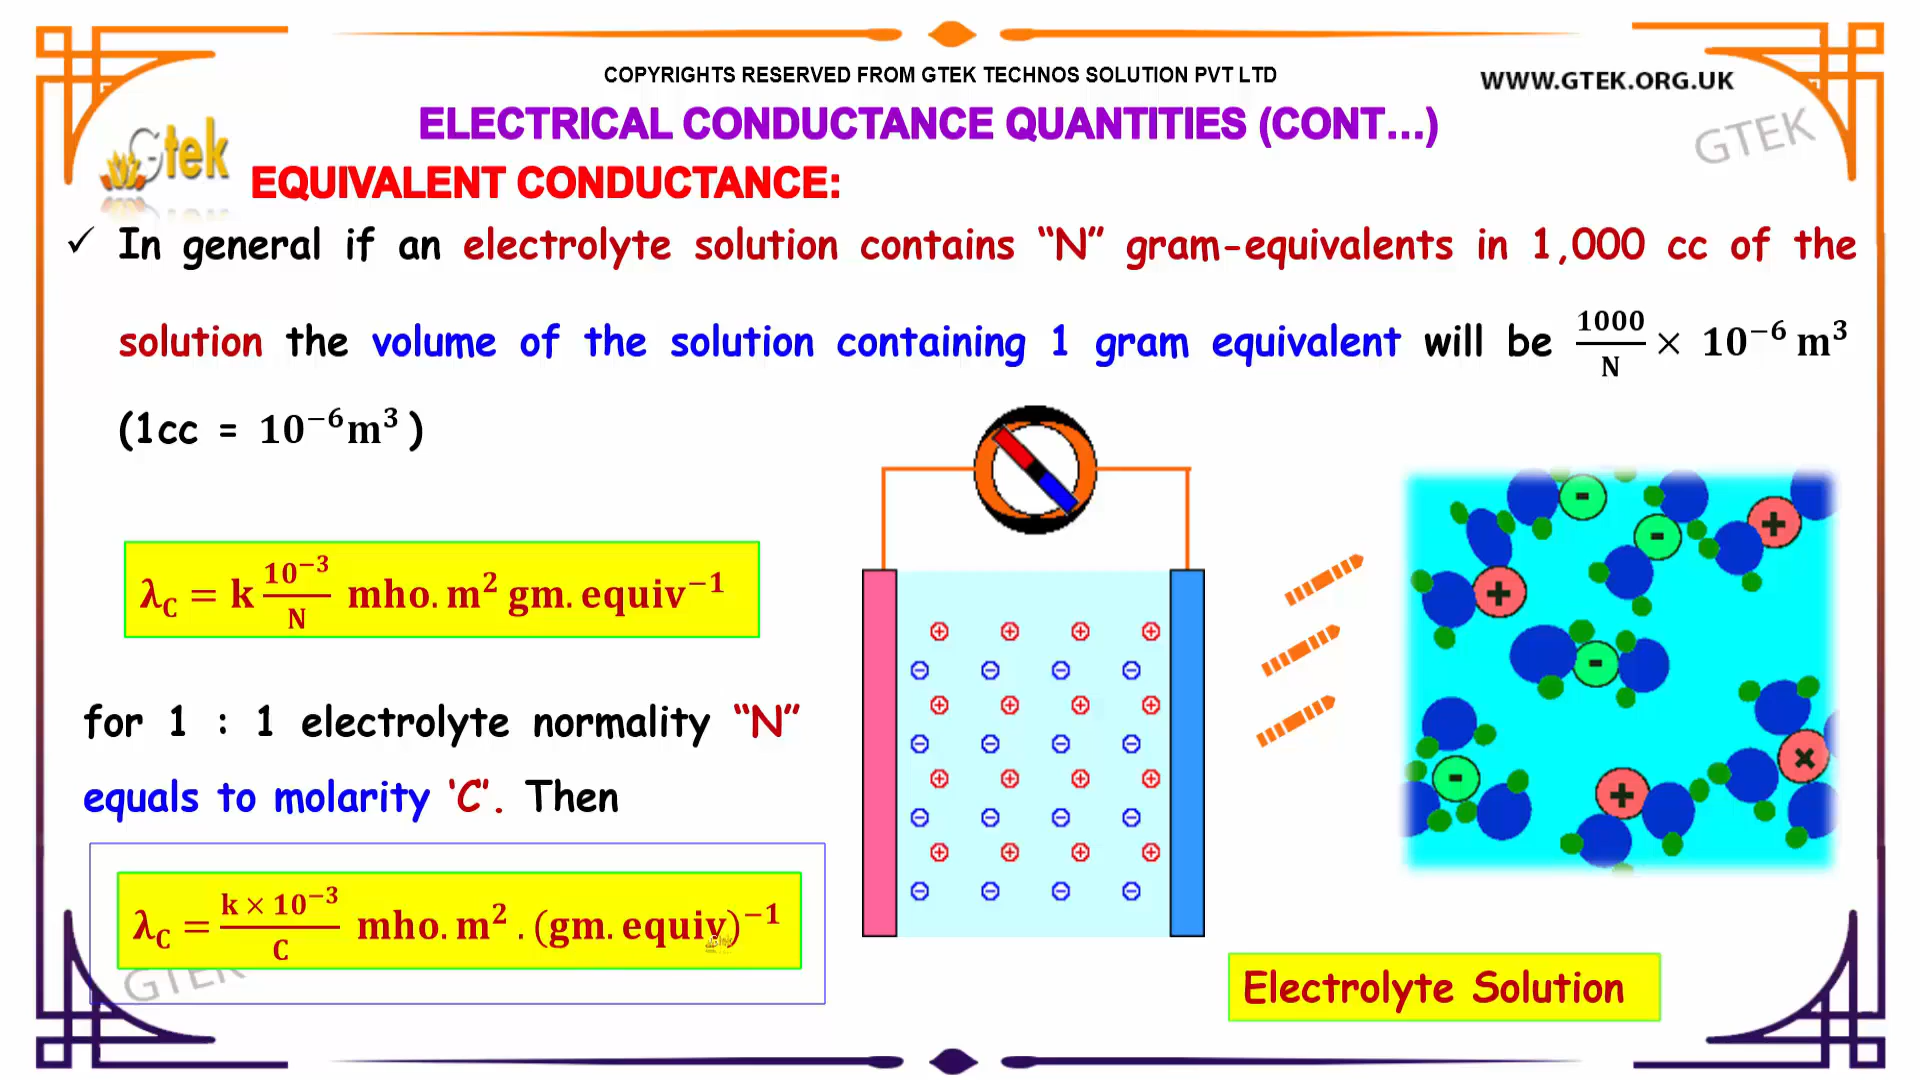 COPYRIGHTS RESERVED FROM GTEK TECHNOS SOLUTION PVT LTD
WWW.GTEK.ORG.UK
ELECTRICAL CONDUCTANCE QUANTITIES (CONT...)
GTEK
Gtek
EQUIVALENT CONDUCTANCE:
✓ In general if an electrolyte solution contains “N” gram-equivalents in 1,000 cc of the
solution the volume of the solution containing 1 gram equivalent will be 1000/N × 10⁻⁶ m³
(1cc = 10⁻⁶m³ )
λ_C = k 10⁻³/N mho. m² gm. equiv⁻¹
for 1 : 1 electrolyte normality “N”
equals to molarity ‘C’. Then
λ_C = k × 10⁻³/C mho. m² . (gm. equiv)⁻¹
Gtek
GTEK
Electrolyte Solution